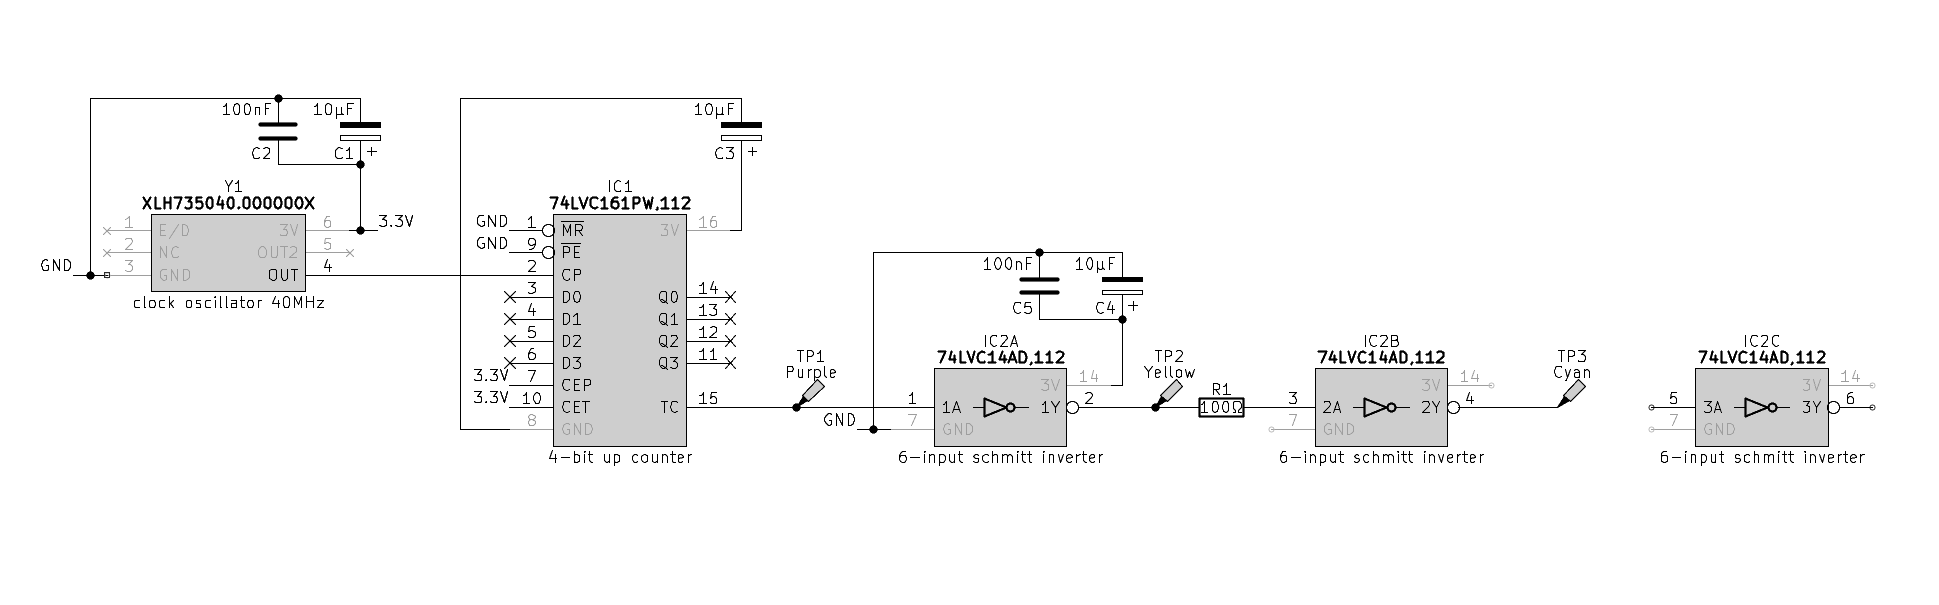 100nF
10µF
C2
C1
+
Y1
XLH735040.000000X
1
E/D
3V
6
3.3V
2
NC
OUT2
5
GND
3
GND
OUT
4
clock oscillator 40MHz
10µF
C3
+
IC1
74LVC161PW,112
GND
1
MR
3V
16
GND
9
PE
2
CP
3
D0
Q0
14
4
D1
Q1
13
5
D2
Q2
12
6
D3
Q3
11
3.3V
7
CEP
3.3V
10
CET
TC
15
8
GND
4-bit up counter
TP1
Purple
100nF
10µF
C5
C4
+
IC2A
74LVC14AD,112
3V
14
1
1A
1Y
2
GND
7
GND
6-input schmitt inverter
TP2
Yellow
R1
100Ω
IC2B
74LVC14AD,112
3V
14
3
2A
2Y
4
7
GND
6-input schmitt inverter
TP3
Cyan
IC2C
74LVC14AD,112
3V
14
5
3A
3Y
6
7
GND
6-input schmitt inverter